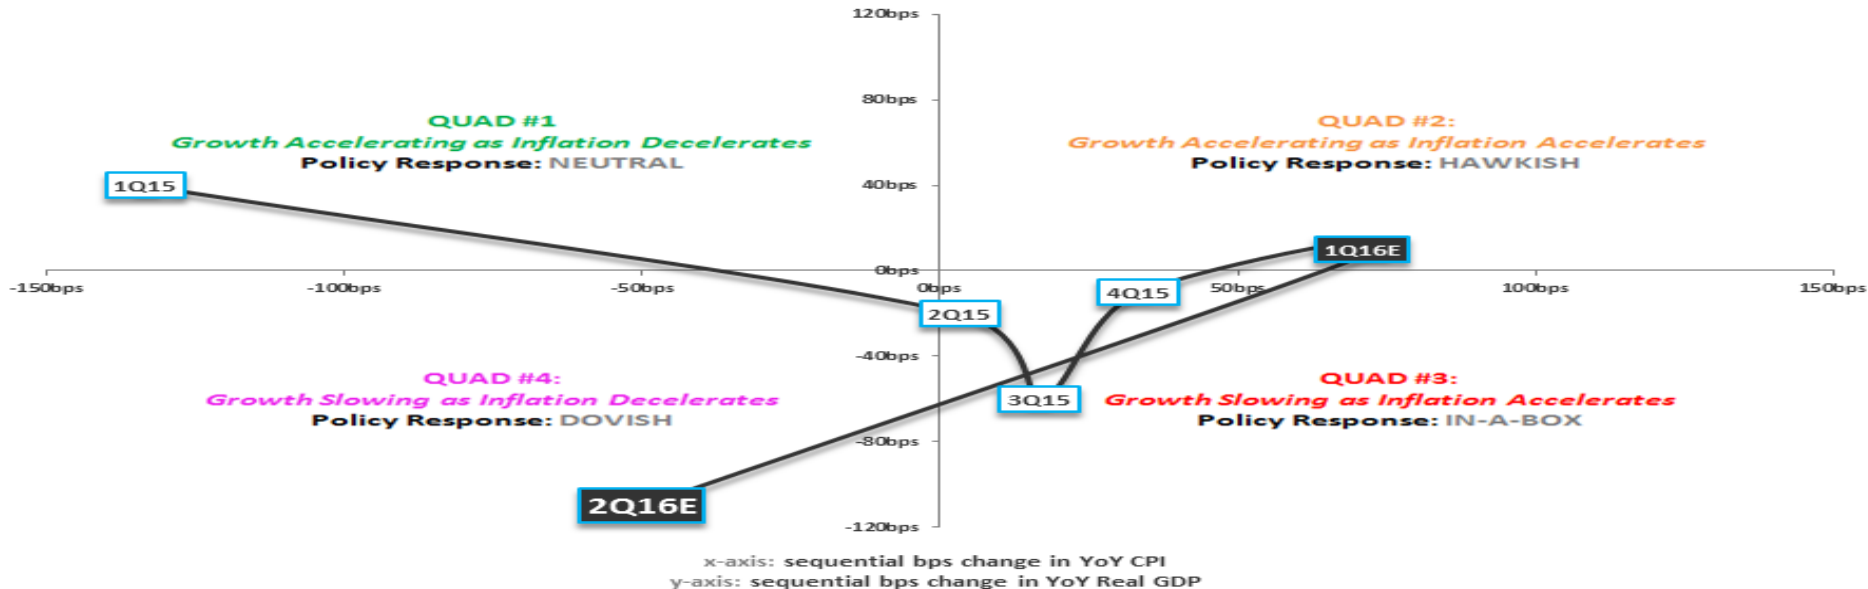 120bps
80bps
QUAD #1
Growth Accelerating as Inflation Decelerates
Policy Response: NEUTRAL
QUAD #2:
Growth Accelerating as Inflation Accelerates
Policy Response: HAWKISH
1Q15
40bps
1Q16E
0bps
-150bps
-100bps
-50bps
0bps
50bps
100bps
150bps
4Q15
2Q15
-40bps
QUAD #4:
Growth Slowing as Inflation Decelerates
Policy Response: DOVISH
3Q15
QUAD #3:
Growth Slowing as Inflation Accelerates
Policy Response: IN-A-BOX
-80bps
2Q16E
-120bps
x-axis: sequential bps change in YoY CPI
y-axis: sequential bps change in YoY Real GDP